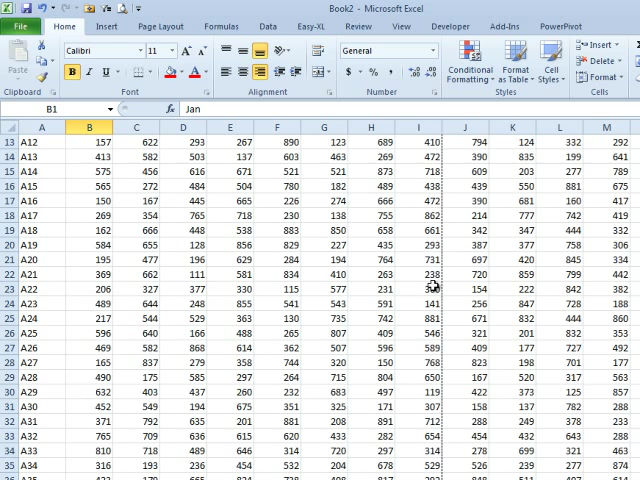 Book2 - Microsoft Excel
File Home Insert Page Layout Formulas Data Easy-XL Review View Developer Add-Ins PowerPivot
Calibri 11 General Insert
Paste B I U $ % , Conditional Formatting Format as Table Cell Styles Delete
Format
Clipboard Font Alignment Number Styles Cells
B1 fx Jan
A B C D E F G H I J K L M
13 A12 157 622 293 267 890 123 689 410 794 124 332 292
14 A13 413 582 503 137 603 463 269 472 390 835 199 641
15 A14 575 456 616 671 521 521 873 718 609 203 277 789
16 A15 565 272 484 504 780 182 489 438 439 550 881 675
17 A16 150 167 445 665 226 274 666 472 390 681 160 417
18 A17 269 354 765 718 230 138 755 862 214 777 742 419
19 A18 162 666 448 538 883 850 658 661 342 347 444 332
20 A19 584 655 128 856 829 227 435 293 387 377 758 306
21 A20 195 477 196 629 284 194 764 731 697 420 845 334
22 A21 369 662 111 581 834 410 263 238 720 859 799 442
23 A22 206 327 377 330 115 577 231 154 222 842 382
24 A23 489 644 248 855 541 543 591 141 256 847 728 188
25 A24 217 544 529 363 130 735 742 881 671 832 444 860
26 A25 596 640 166 488 265 807 409 546 321 201 832 353
27 A26 469 582 868 614 362 507 596 589 409 177 727 492
28 A27 165 837 279 358 744 330 150 768 823 198 701 177
29 A28 490 175 585 297 264 715 804 650 167 520 317 563
30 A29 632 403 437 260 232 683 497 119 422 373 125 857
31 A30 452 549 194 675 351 325 171 307 158 137 782 288
32 A31 371 792 635 201 881 208 891 712 288 249 378 233
33 A32 765 709 636 615 620 433 282 654 454 432 643 288
34 A33 810 718 489 646 314 720 297 314 278 699 321 463
35 A34 316 193 236 454 532 204 678 529 526 239 277 874